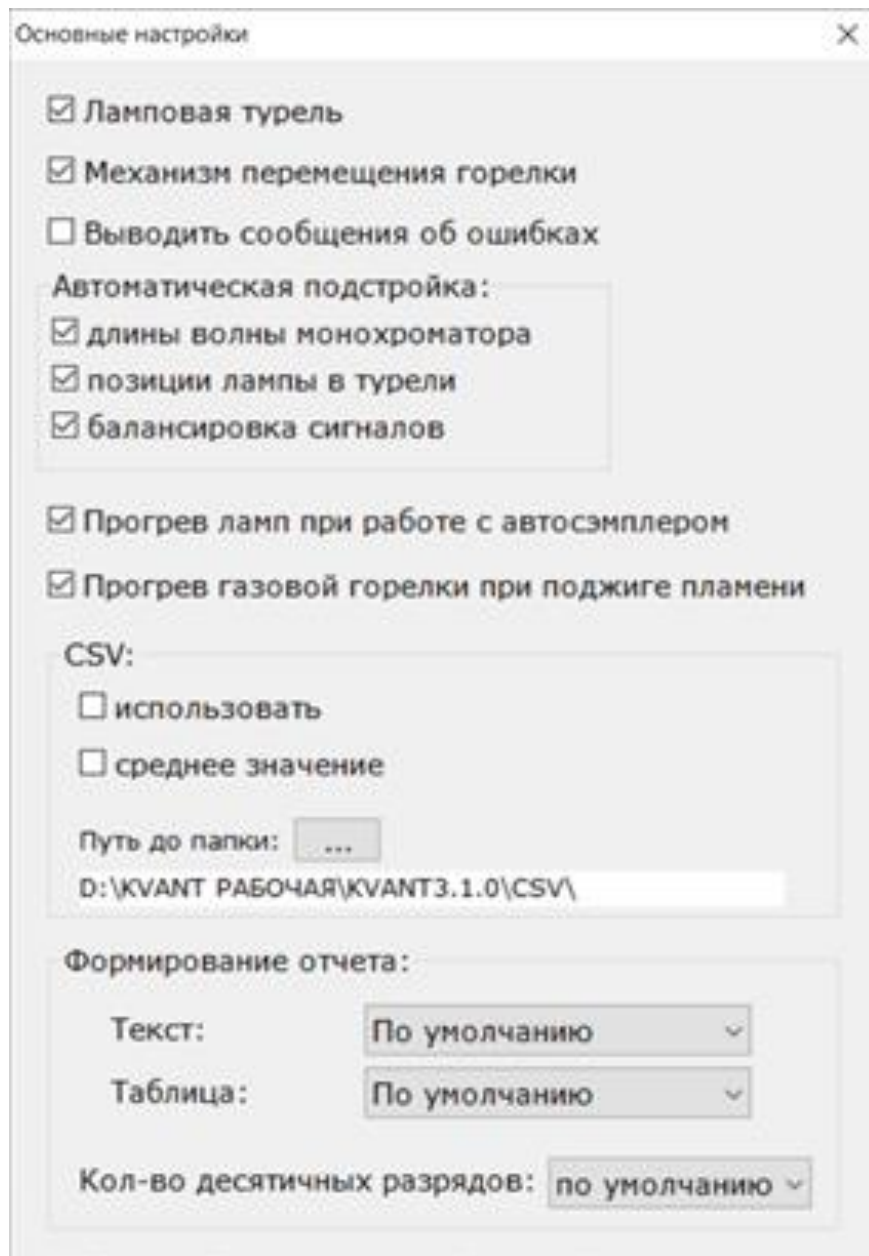 Основные настройки
Ламповая турель
Механизм перемещения горелки
Выводить сообщения об ошибках
Автоматическая подстройка:
длины волны монохроматора
позиции лампы в турели
балансировка сигналов
Прогрев ламп при работе с автосэмплером
Прогрев газовой горелки при поджиге пламени
CSV:
использовать
среднее значение
Путь до папки: ...
D:\KVANT РАБОЧАЯ\KVANT3.1.0\CSV\
Формирование отчета:
Текст: По умолчанию
Таблица: По умолчанию
Кол-во десятичных разрядов: по умолчанию